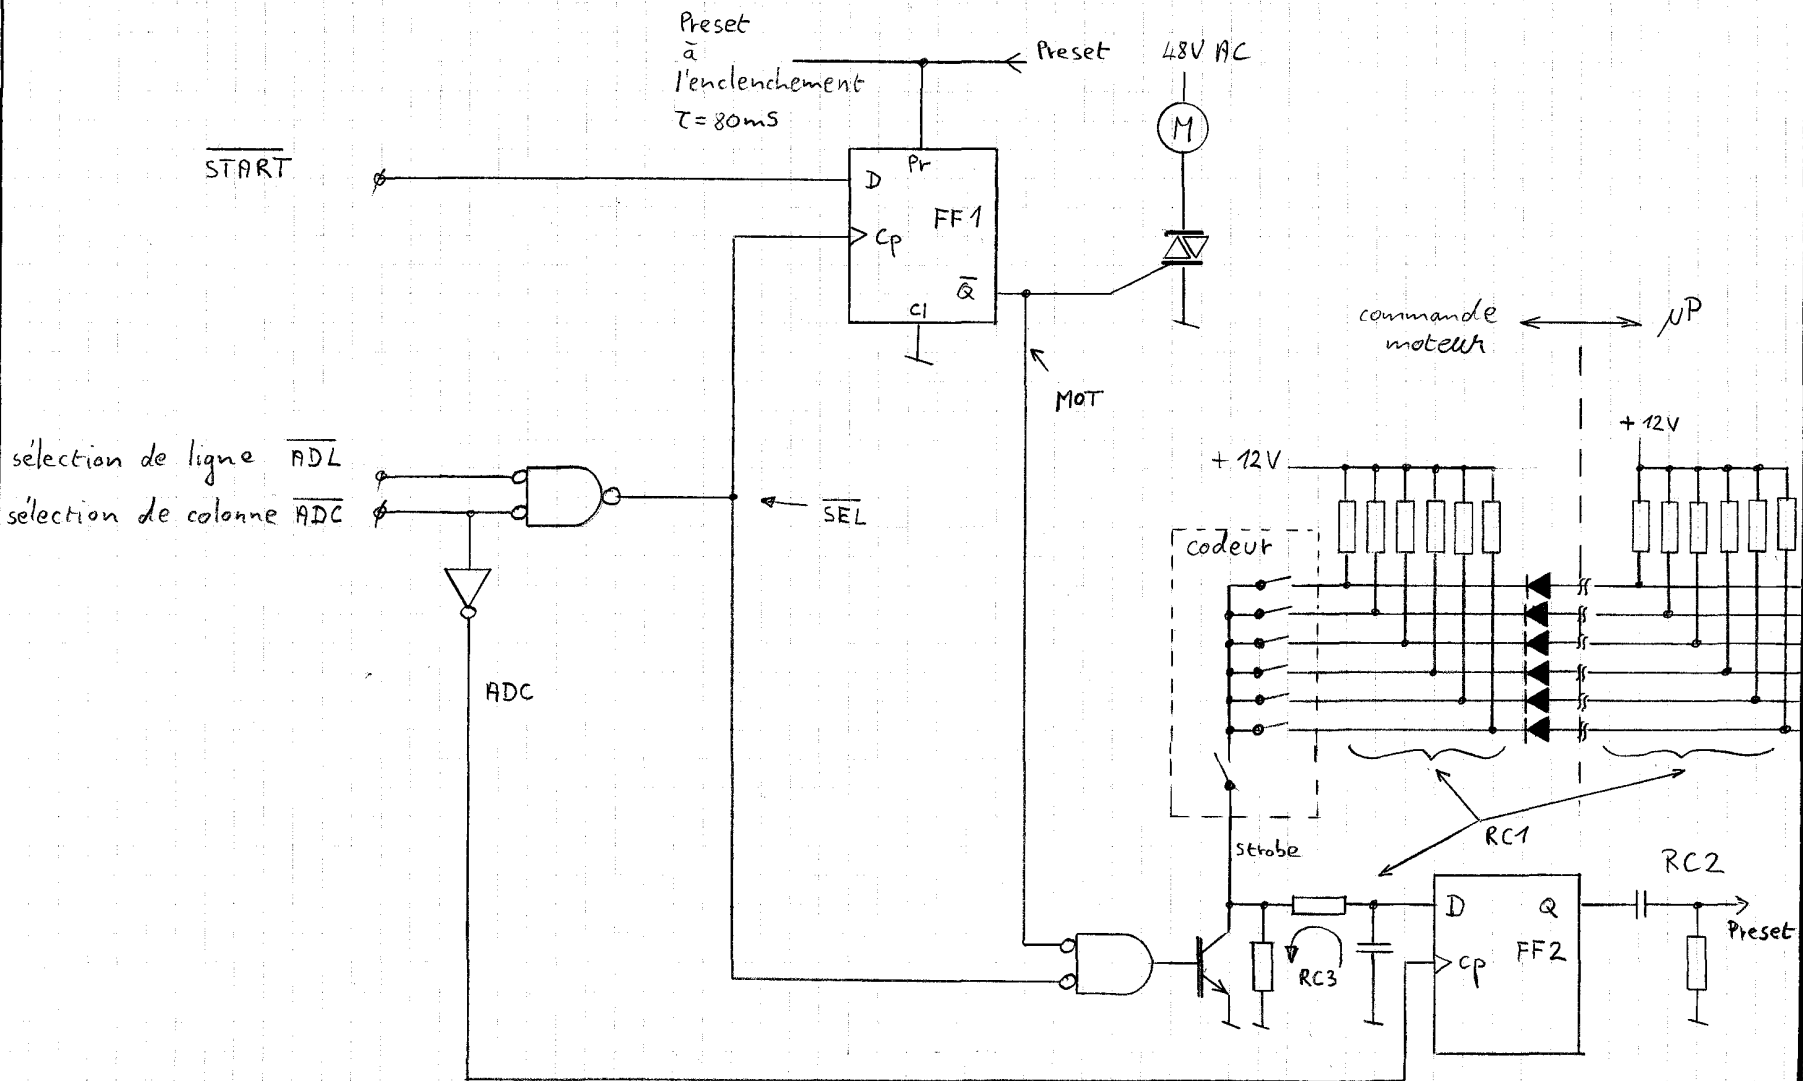 Preset
à
l'enclenchement
τ = 80mS
Preset
48V AC
M
START
Pr
D
FF1
Cp
Q
Cl
commande
moteur
μP
MOT
sélection de ligne ADL
sélection de colonne ADC
SEL
+12V
+12V
codeur
ADC
strobe
RC1
RC2
D
Q
FF2
Cp
RC3
Preset